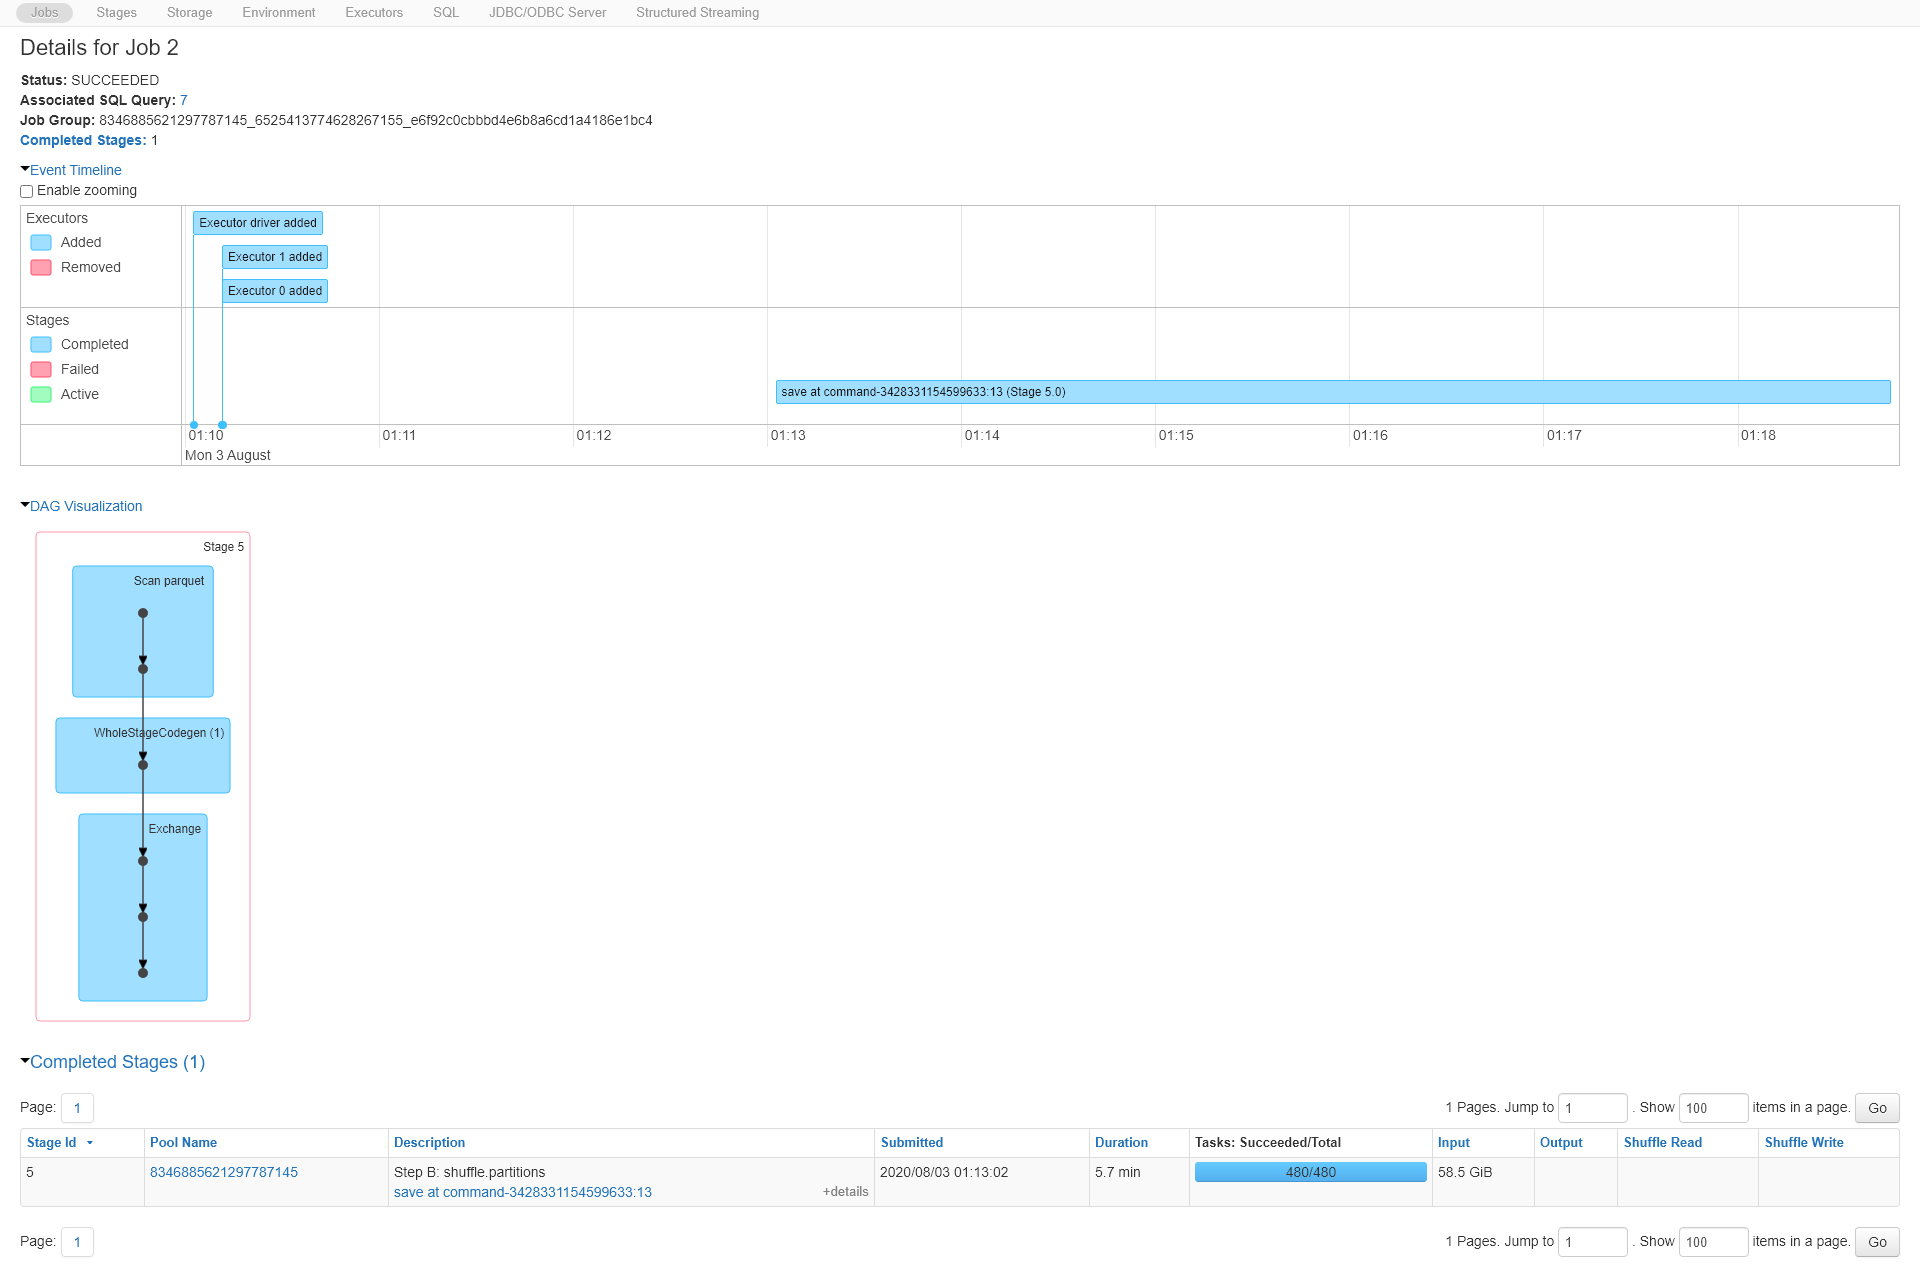 Jobs Stages Storage Environment Executors SQL JDBC/ODBC Server Structured Streaming
Details for Job 2
Status: SUCCEEDED
Associated SQL Query: 7
Job Group: 8346885621297787145_6525413774628267155_e6f92c0cbbbd4e6b8a6cd1a4186e1bc4
Completed Stages: 1
Event Timeline
Enable zooming
Executors
Added
Removed
Executor driver added
Executor 1 added
Executor 0 added
Stages
Completed
Failed
Active
save at command-3428331154599633:13 (Stage 5.0)
01:10 01:11 01:12 01:13 01:14 01:15 01:16 01:17 01:18
Mon 3 August
DAG Visualization
Stage 5
Scan parquet
WholeStageCodegen (1)
Exchange
Completed Stages (1)
Page: 1 1 Pages. Jump to 1 . Show 100 items in a page. Go
Stage Id Pool Name Description Submitted Duration Tasks: Succeeded/Total Input Output Shuffle Read Shuffle Write
5 8346885621297787145 Step B: shuffle.partitions 2020/08/03 01:13:02 5.7 min 480/480 58.5 GiB
save at command-3428331154599633:13 +details
Page: 1 1 Pages. Jump to 1 . Show 100 items in a page. Go